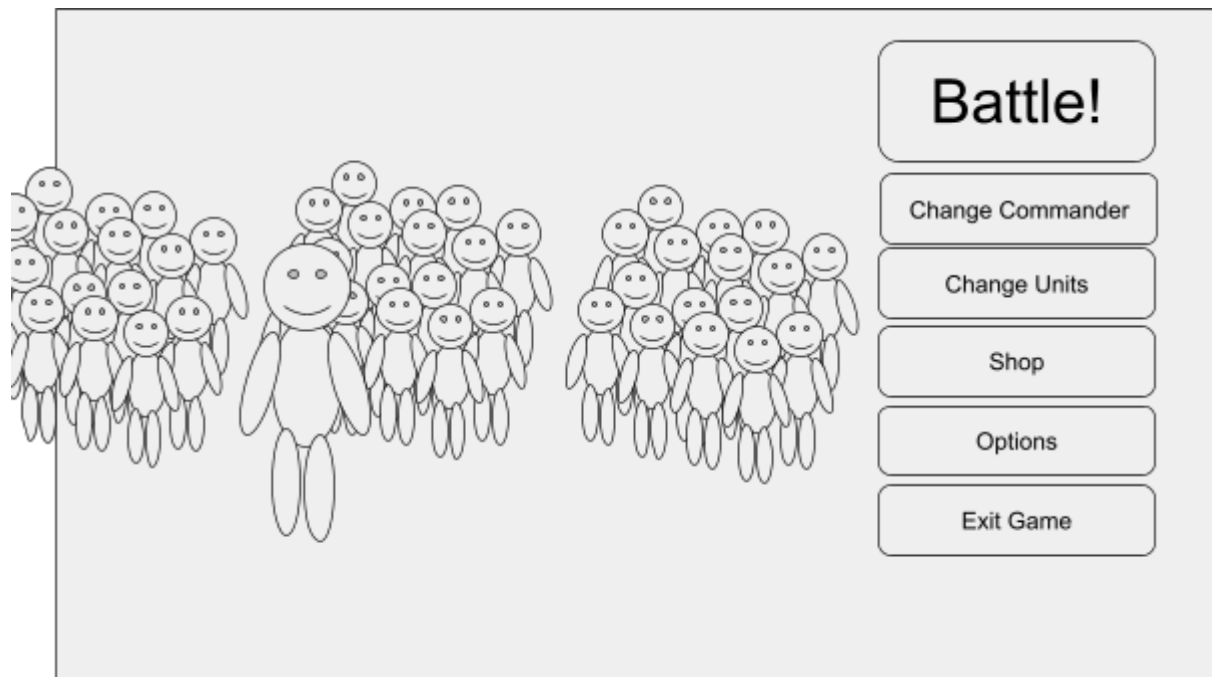 Battle!
Change Commander
Change Units
Shop
Options
Exit Game